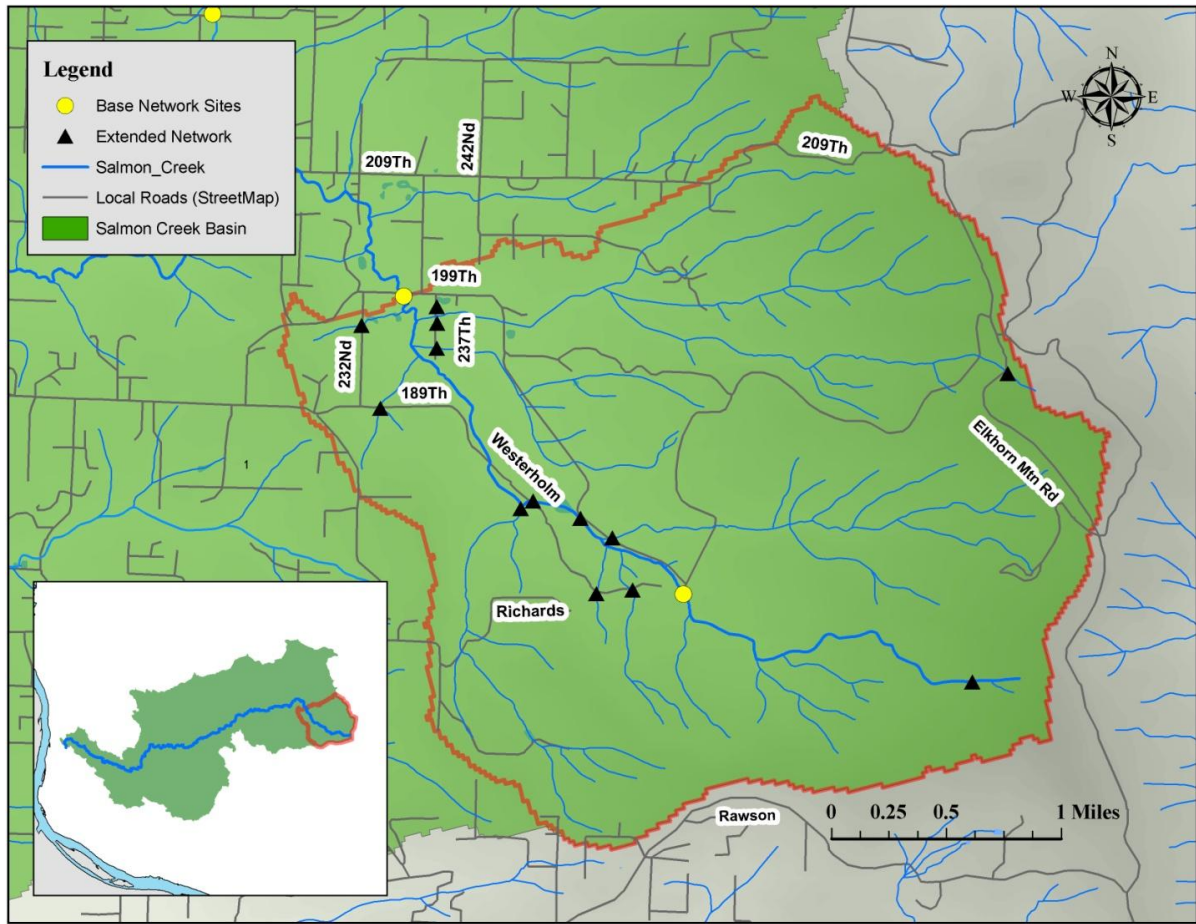 Legend
Base Network Sites
Extended Network
Salmon_Creek
Local Roads (StreetMap)
Salmon Creek Basin
N
W
E
S
209Th
242Nd
209Th
199Th
237Th
232Nd
189Th
Westerholm
Elkhorn Mtn Rd
1
Richards
Rawson
0 0.25 0.5 1 Miles